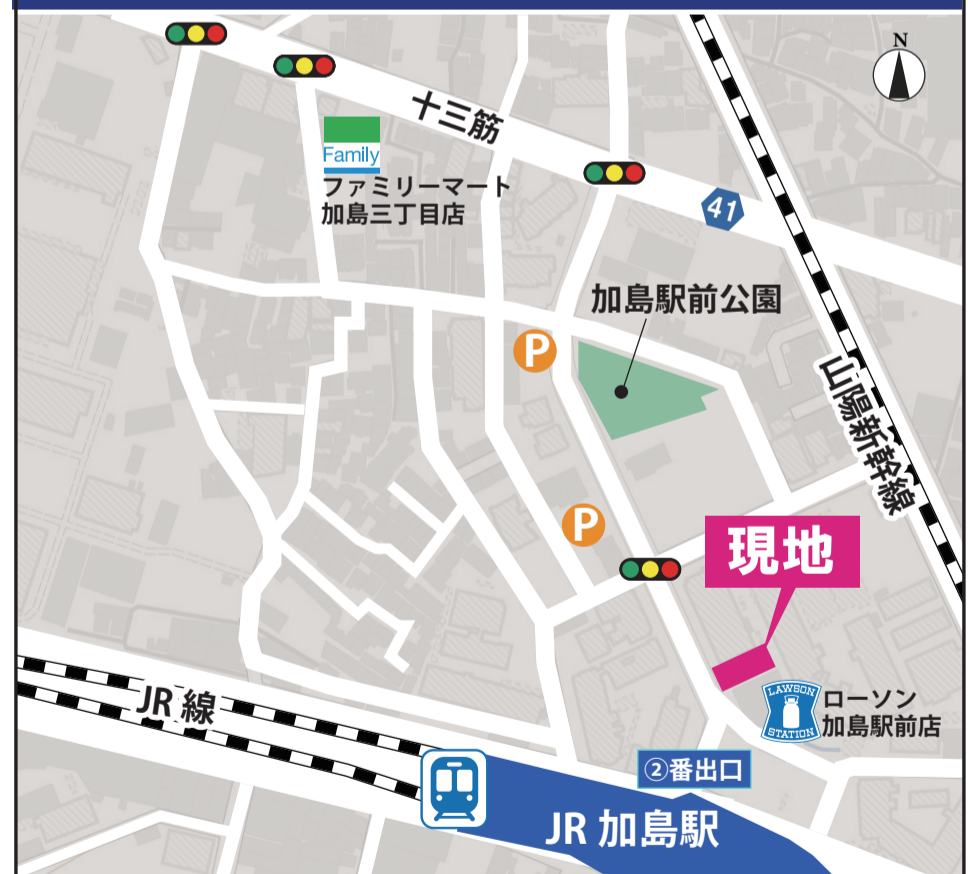 N
十三筋
Family
ファミリーマート
加島三丁目店
41
加島駅前公園
P
山陽新幹線
P
現地
LAWSON
STATION
ローソン
加島駅前店
JR 線
②番出口
JR 加島駅